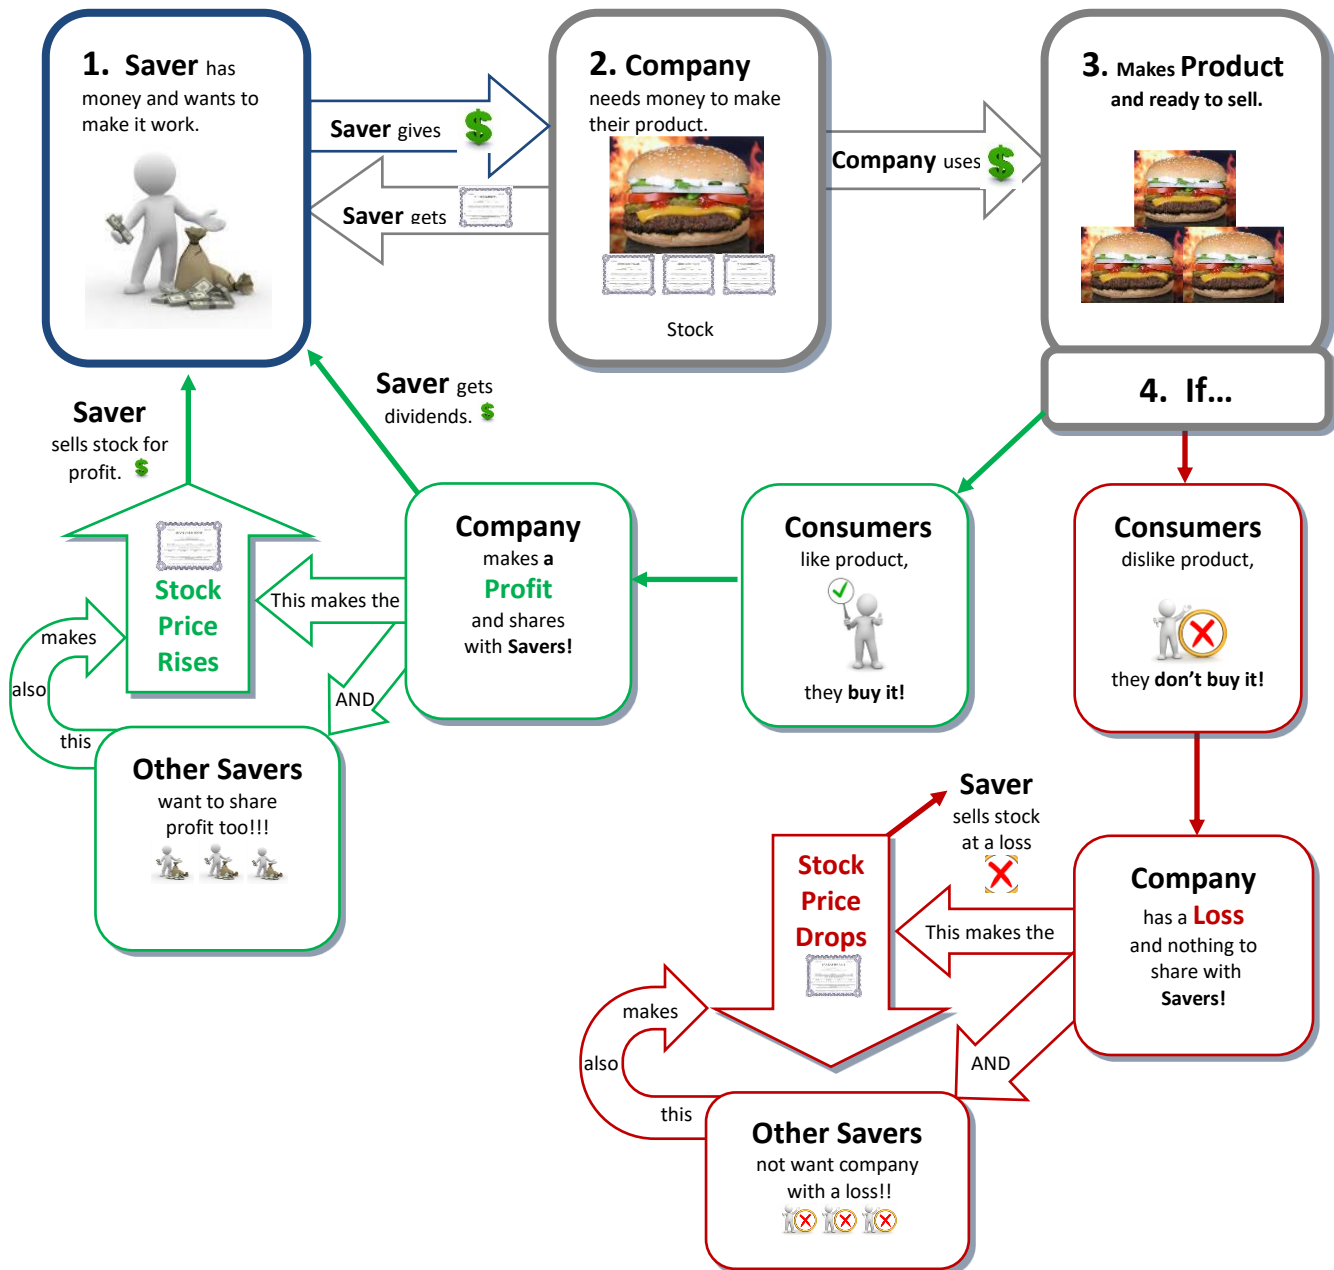 1. Saver has
money and wants to
make it work.
Saver gives $
Saver gets
2. Company
needs money to make
their product.
Stock
Company uses $
3. Makes Product
and ready to sell.
4. If...
Saver
sells stock for
profit. $
Saver gets
dividends. $
Stock
Price
Rises
This makes the
makes
also
this
AND
Company
makes a
Profit
and shares
with Savers!
Consumers
like product,
they buy it!
Consumers
dislike product,
they don't buy it!
Other Savers
want to share
profit too!!!
Saver
sells stock
at a loss
Stock
Price
Drops
This makes the
makes
also
this
AND
Company
has a Loss
and nothing to
share with
Savers!
Other Savers
not want company
with a loss!!